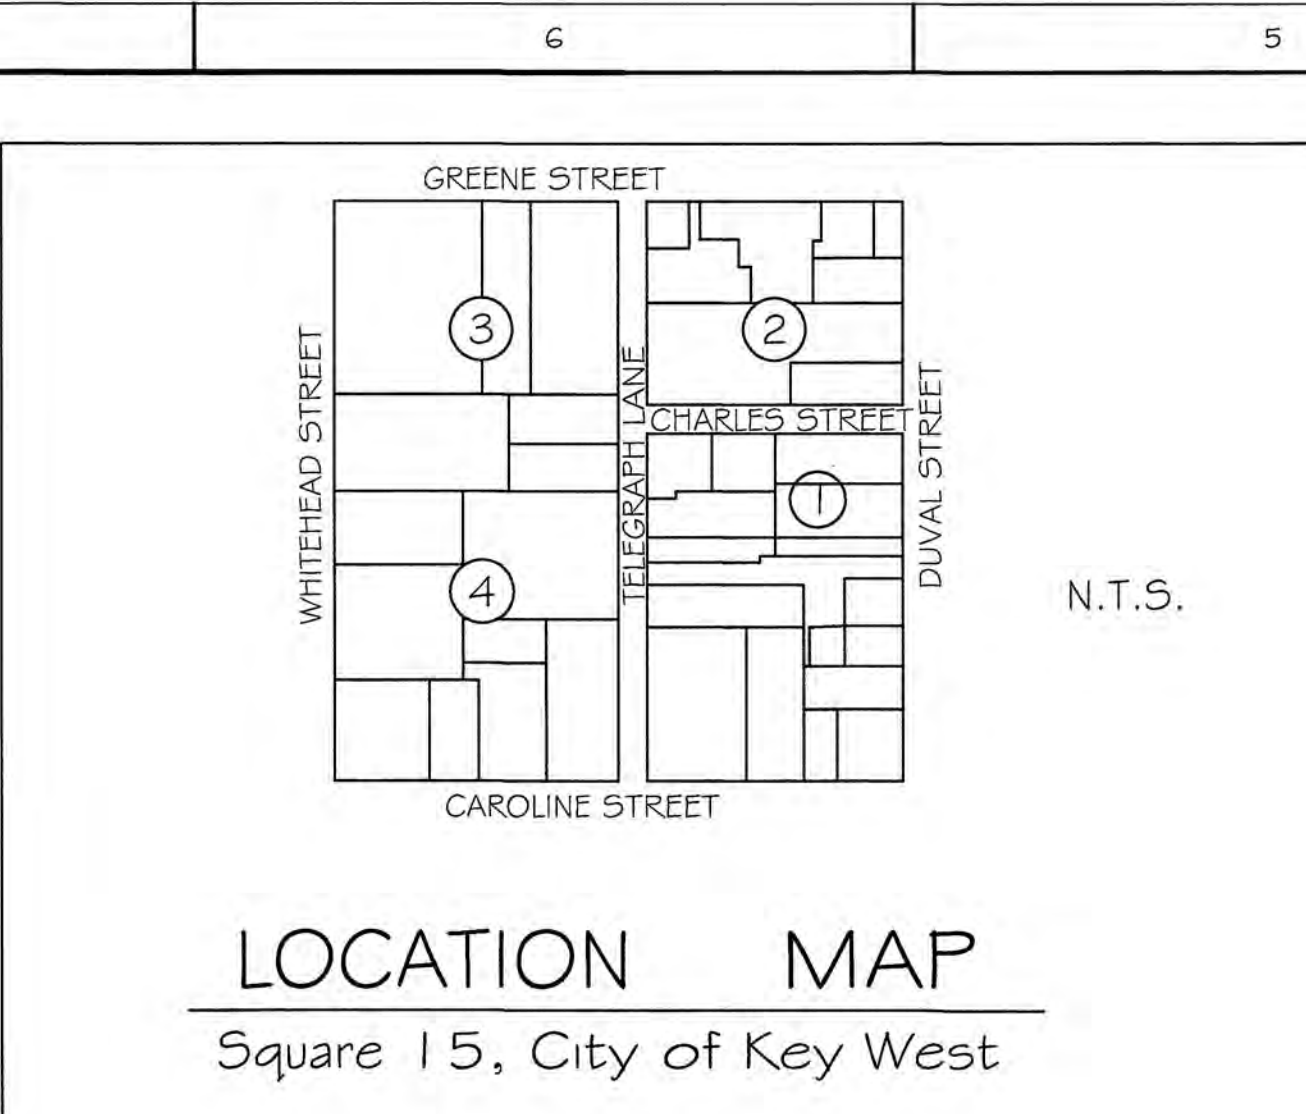 6
5
GREENE STREET
3
2
WHITEHEAD STREET
TELEGRAPH LANE
CHARLES STREET
DUVAL STREET
1
4
N.T.S.
CAROLINE STREET
LOCATION MAP
Square 15, City of Key West